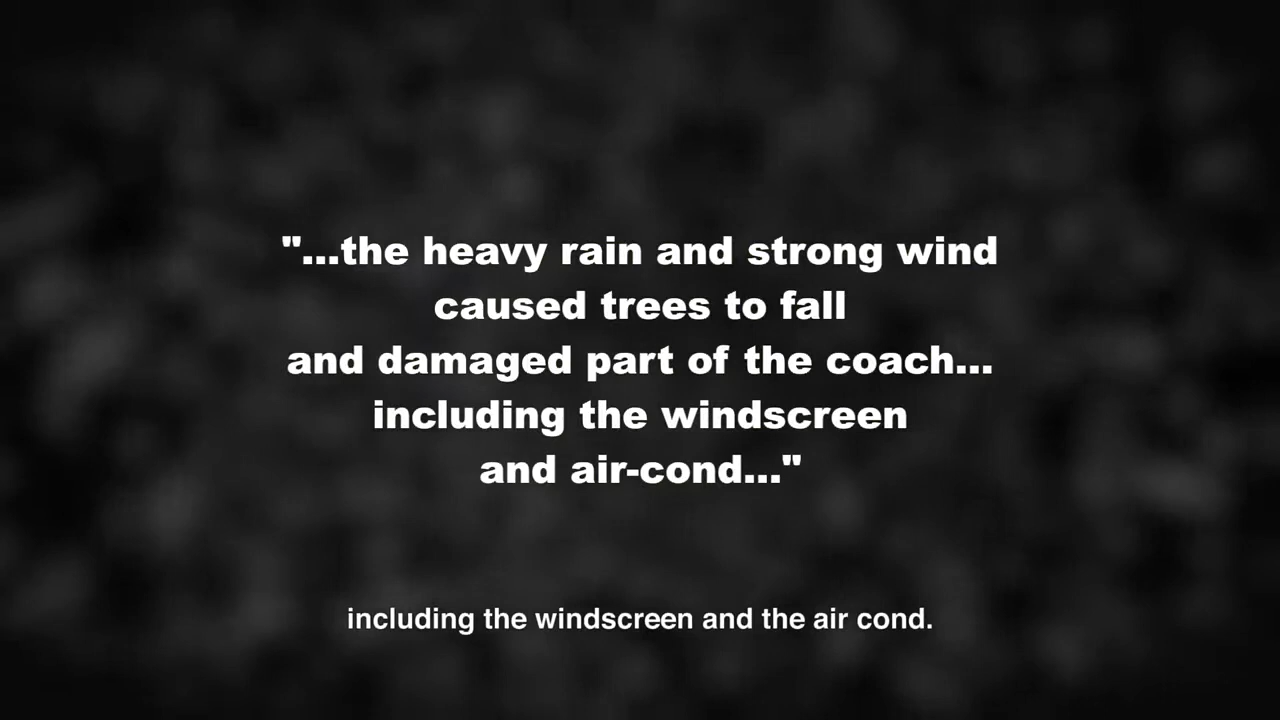 "...the heavy rain and strong wind
caused trees to fall
and damaged part of the coach...
including the windscreen
and air-cond..."
including the windscreen and the air cond.